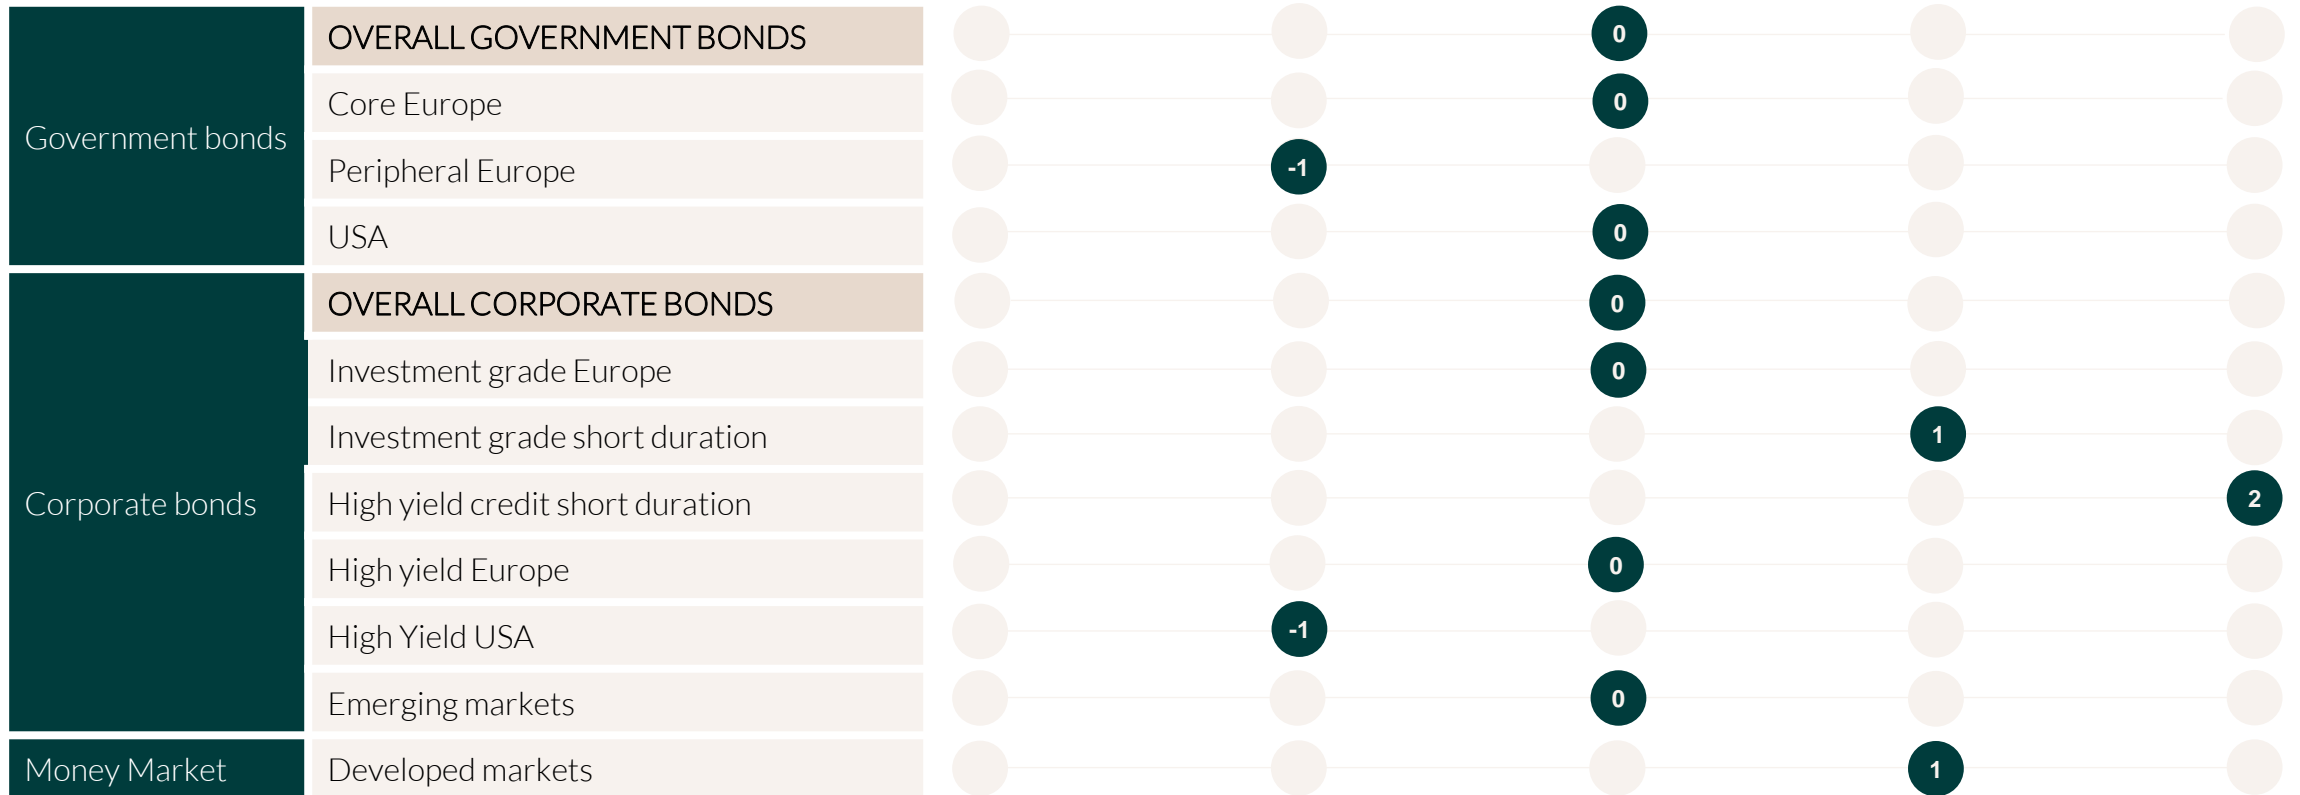 Government bonds
OVERALL GOVERNMENT BONDS 0
Core Europe 0
Peripheral Europe -1
USA 0
Corporate bonds
OVERALL CORPORATE BONDS 0
Investment grade Europe 0
Investment grade short duration 1
High yield credit short duration 2
High yield Europe 0
High Yield USA -1
Emerging markets 0
Money Market
Developed markets 1